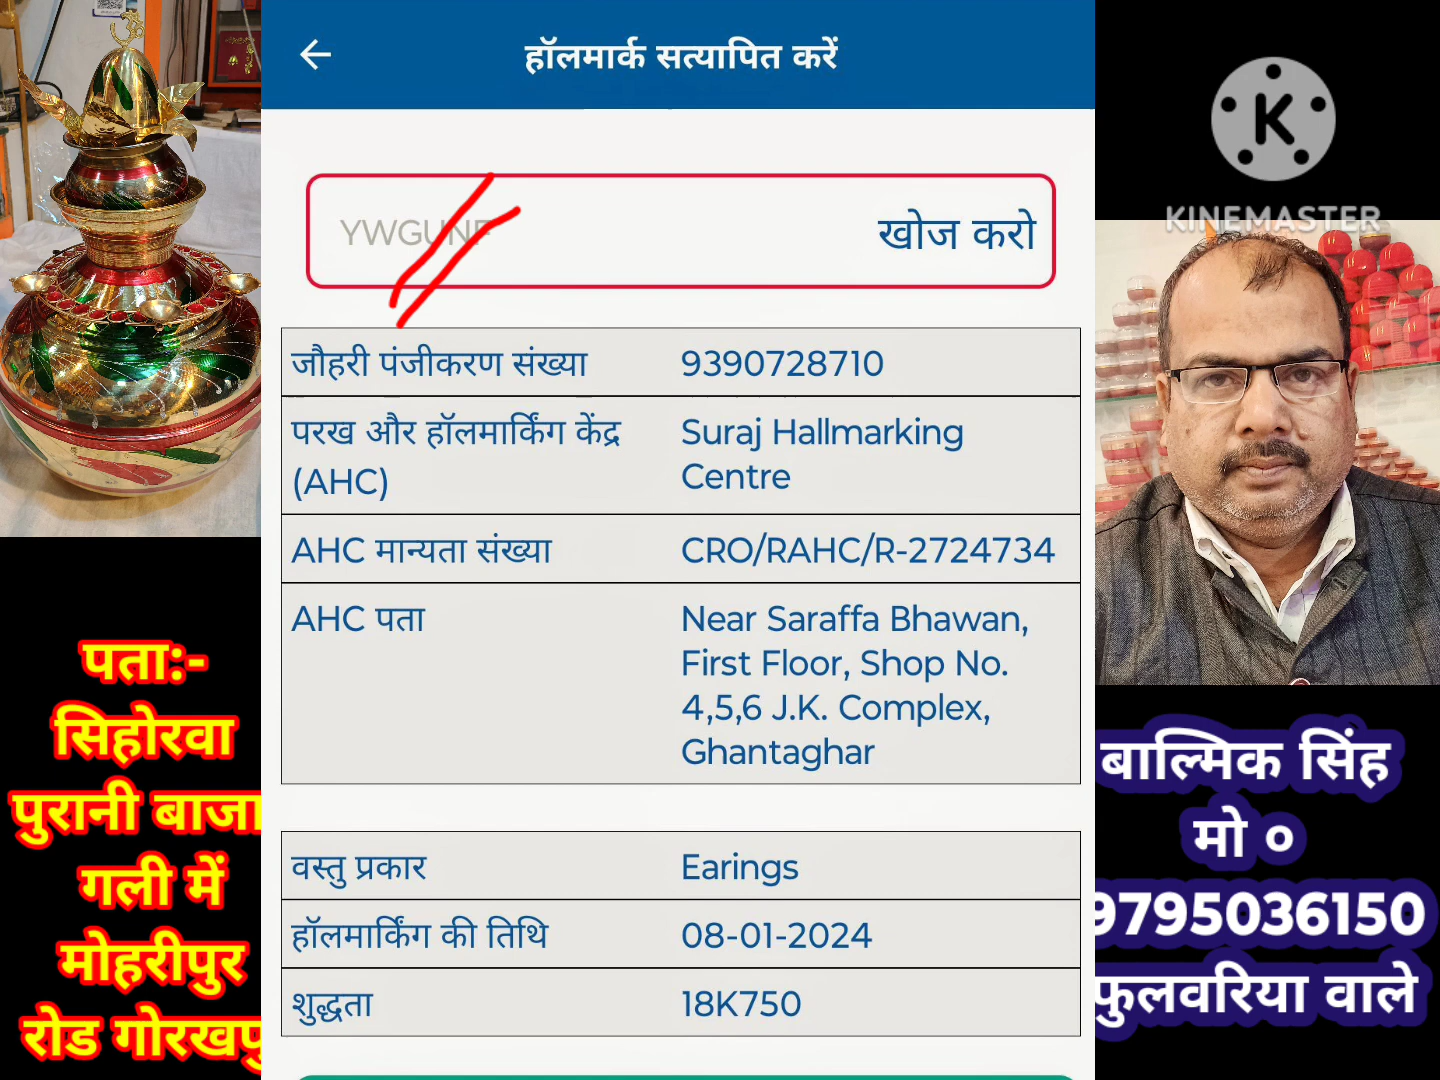 हॉलमार्क सत्यापित करें
खोज करो
जौहरी पंजीकरण संख्या 9390728710
परख और हॉलमार्किंग केंद्र (AHC) Suraj Hallmarking
Centre
AHC मान्यता संख्या CRO/RAHC/R-2724734
AHC पता Near Saraffa Bhawan,
First Floor, Shop No.
4,5,6 J.K. Complex,
Ghantaghar
वस्तु प्रकार Earings
हॉलमार्किंग की तिथि 08-01-2024
शुद्धता 18K750
पता:-
सिहोरवा
पुरानी
गली में
मोहरीपुर
रोड
K
KINEMASTER
बाल्मिक सिंह
मो ०
9795036150
फुलवरिया वाले